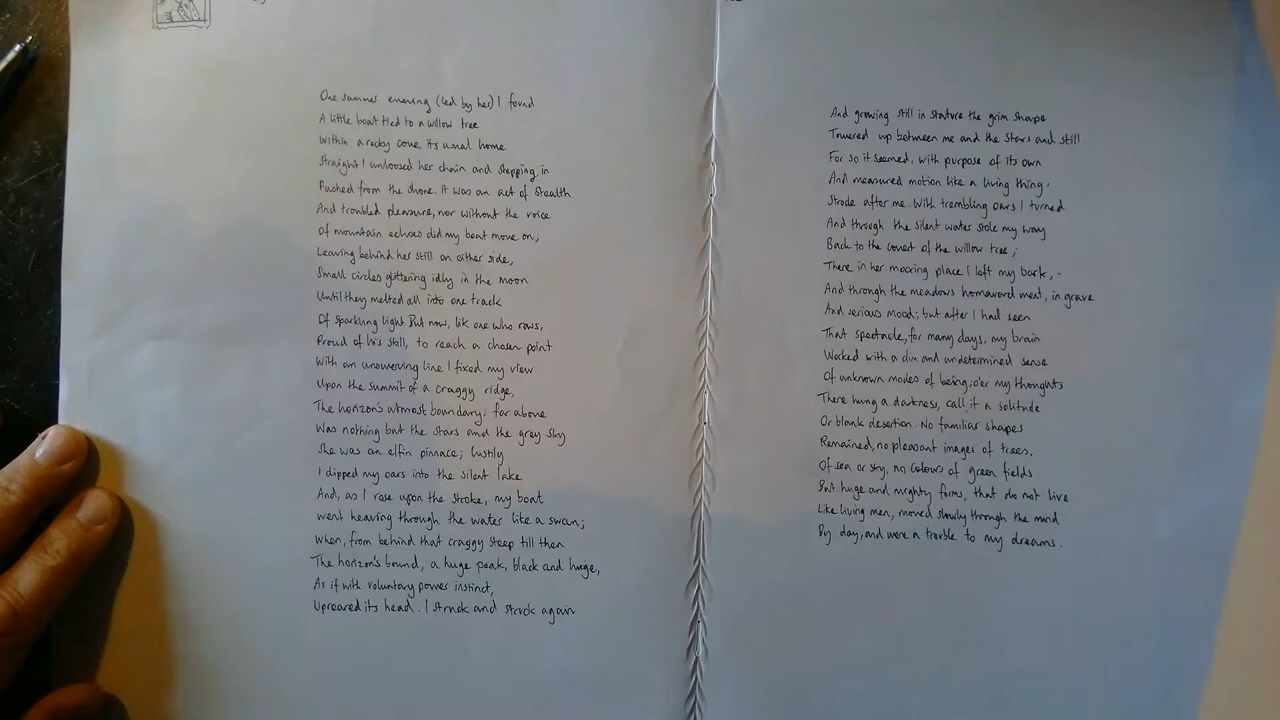 One summer evening (led by her) I found
A little boat tied to a willow tree
Within a rocky cove, its usual home
Straight I unloosed her chain and stepping in
Pushed from the shore. It was an act of stealth
And troubled pleasure, nor without the voice
Of mountain echoes did my boat move on;
Leaving behind her still on either side,
Small circles glittering idly in the moon
Until they melted all into one track
Of sparkling light But now, like one who rows,
Proud of his skill, to reach a chosen point
With an unswerving line I fixed my view
Upon the summit of a craggy ridge,
The horizon's utmost boundary; far above
Was nothing but the stars and the grey sky
She was an elfin pinnace; lustily
I dipped my oars into the silent lake
And, as I rose upon the stroke, my boat
went heaving through the water like a swan;
When, from behind that craggy steep till then
The horizon's bound, a huge peak, black and huge,
As if with voluntary power instinct,
Upreared its head. I struck and struck again
And growing still in stature the grim shape
Towered up between me and the stars and still
For so it seemed, with purpose of its own
And measured motion like a living thing,
Strode after me. With trembling oars I turned
And through the silent water stole my way
Back to the covert of the willow tree;
There in her mooring place I left my bark, -
And through the meadows homeward went, in grave
And serious mood; but after I had seen
That spectacle, for many days, my brain
Worked with a dim and undetermined sense
Of unknown modes of being; o'er my thoughts
There hung a darkness, call it a solitude
Or blank desertion. No familiar shapes
Remained, no pleasant images of trees,
Of sea or sky, no colours of green fields
But huge and mighty forms, that do not live
Like living men, moved slowly through the mind
By day, and were a trouble to my dreams.